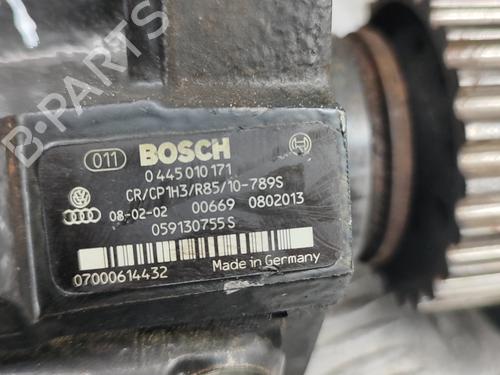 B-PARTS
011 BOSCH
0 445 010 171
CR/CP1H3/R85/10-789S
08-02-02 00669 0802013
059130755S
07000614432 Made in Germany